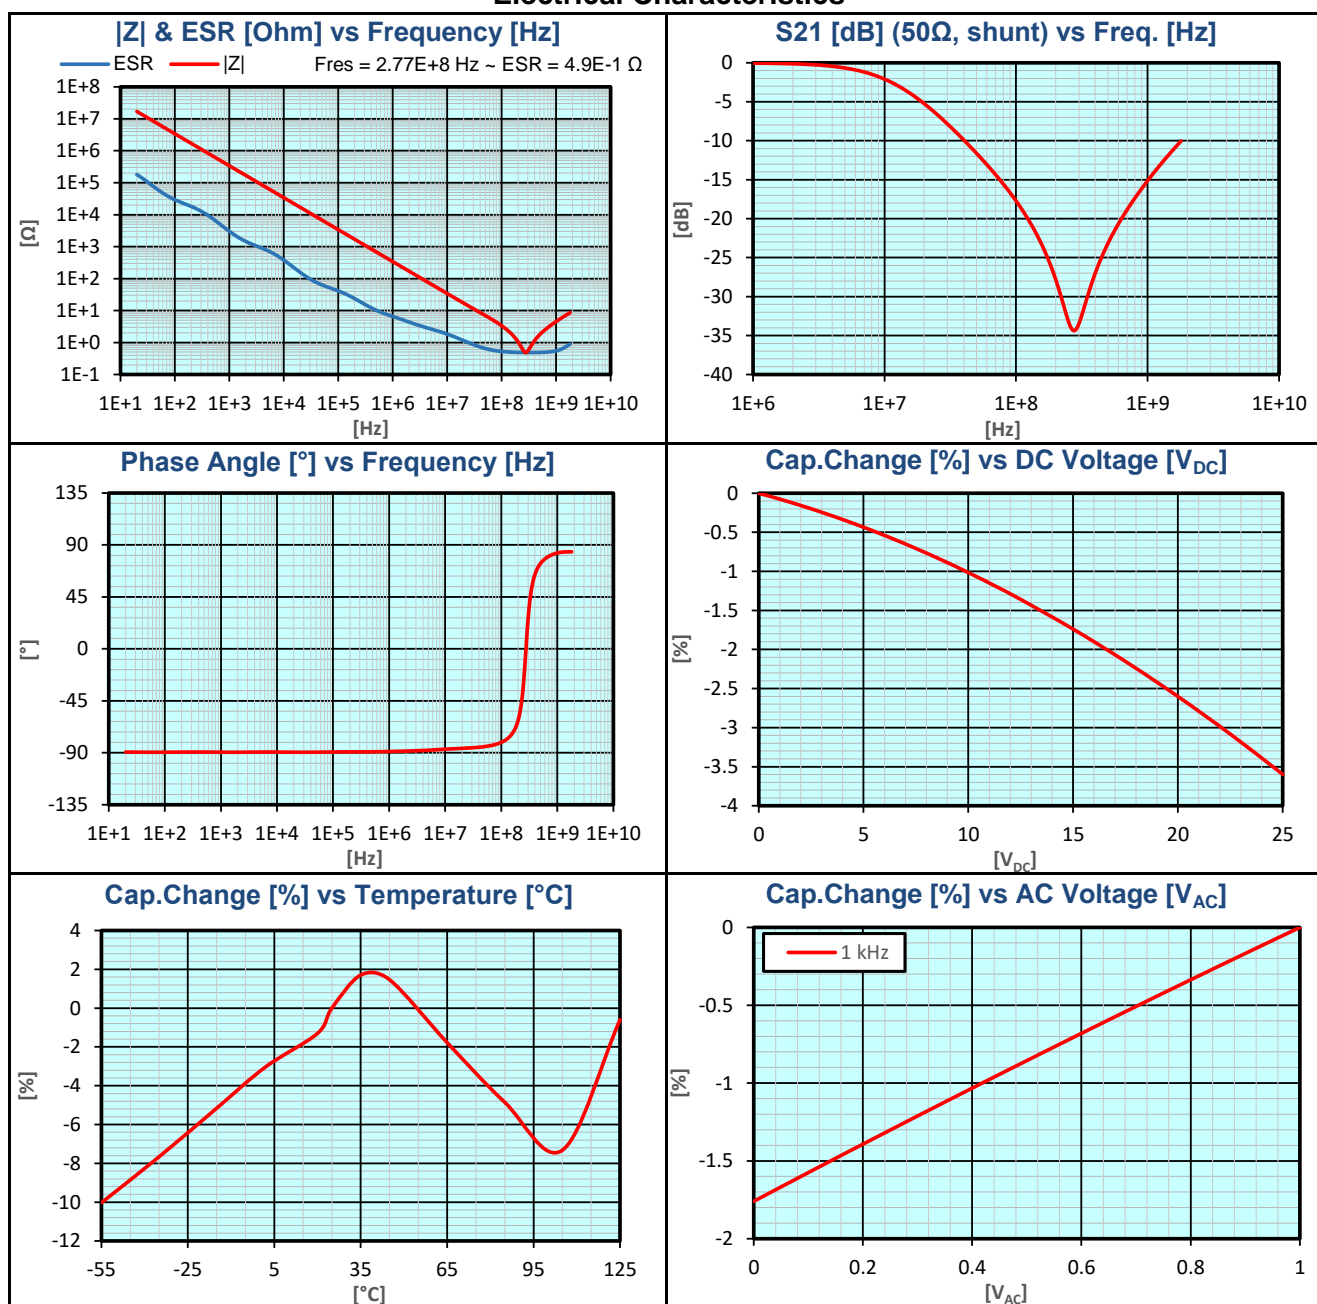 Electrical Characteristics
|Z| & ESR [Ohm] vs Frequency [Hz]
ESR |Z| Fres = 2.77E+8 Hz ~ ESR = 4.9E-1 Ω
1E+8
1E+7
1E+6
1E+5
1E+4
1E+3
1E+2
1E+1
1E+0
1E-1
[Ω]
1E+1 1E+2 1E+3 1E+4 1E+5 1E+6 1E+7 1E+8 1E+9 1E+10
[Hz]
S21 [dB] (50Ω, shunt) vs Freq. [Hz]
0
-5
-10
-15
-20
-25
-30
-35
-40
[dB]
1E+6 1E+7 1E+8 1E+9 1E+10
[Hz]
Phase Angle [°] vs Frequency [Hz]
135
90
45
0
-45
-90
-135
[°]
1E+1 1E+2 1E+3 1E+4 1E+5 1E+6 1E+7 1E+8 1E+9 1E+10
[Hz]
Cap.Change [%] vs DC Voltage [VDC]
0
-0.5
-1
-1.5
-2
-2.5
-3
-3.5
-4
[%]
0 5 10 15 20 25
[VDC]
Cap.Change [%] vs Temperature [°C]
4
2
0
-2
-4
-6
-8
-10
-12
[%]
-55 -25 5 35 65 95 125
[°C]
Cap.Change [%] vs AC Voltage [VAC]
1 kHz
0
-0.5
-1
-1.5
-2
[%]
0 0.2 0.4 0.6 0.8 1
[VAC]